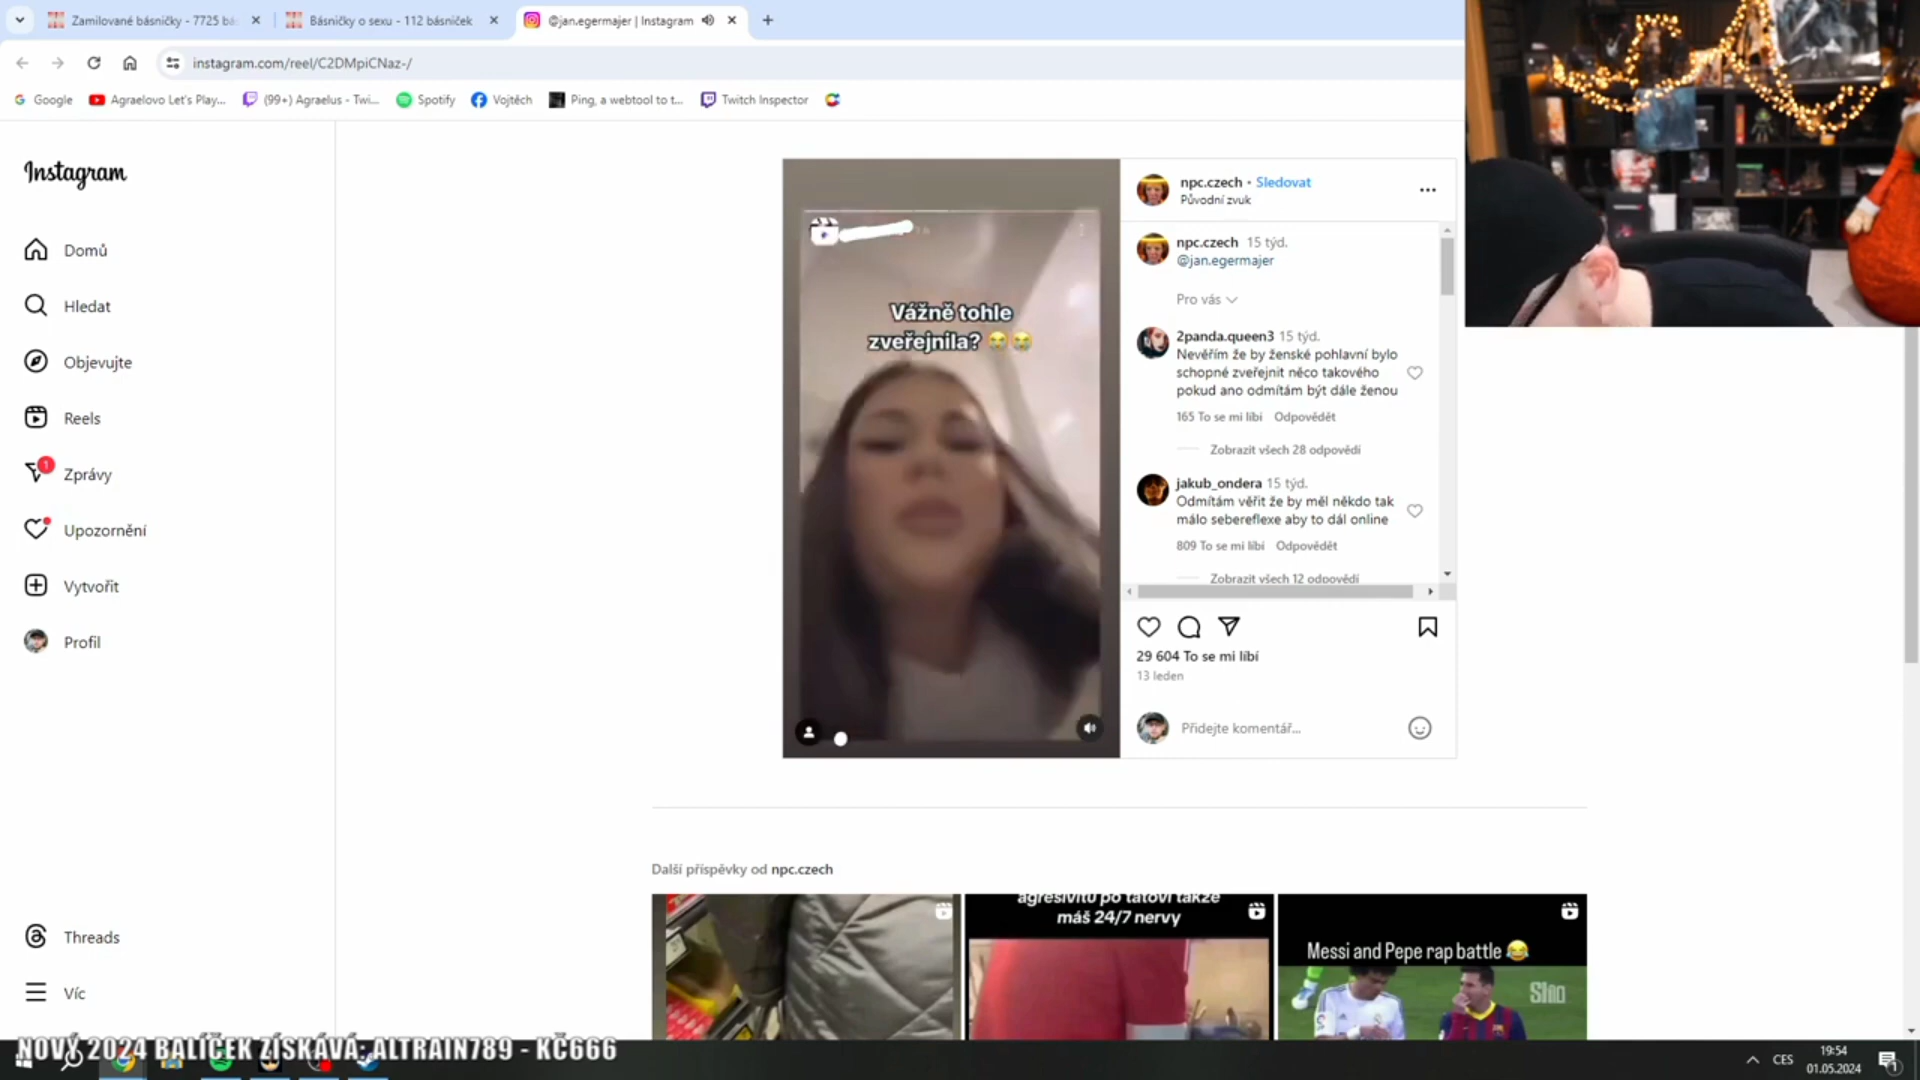 Zamilované básničky - 7725 bá
Básničky o sexu - 112 básniček
@jan.egermajer | Instagram
instagram.com/reel/C2DMpiCNaz-/
Google
Agraelovo Let's Play...
(99+) Agraelus - Twi...
Spotify
Vojtěch
Ping, a webtool to t...
Twitch Inspector
Instagram
Domů
Hledat
Objevujte
Reels
1
Zprávy
Upozornění
Vytvořit
Profil
Threads
Víc
Vážně tohle
zveřejnila? 😭😭
npc.czech • Sledovat
Původní zvuk
npc.czech 15 týd.
@jan.egermajer
Pro vás
2panda.queen3 15 týd.
Nevěřím že by ženské pohlavní bylo
schopné zveřejnit něco takového
pokud ano odmítám být dále ženou
165 To se mi líbí Odpovědět
Zobrazit všech 28 odpovědí
jakub_ondera 15 týd.
Odmítám věřit že by měl někdo tak
málo sebereflexe aby to dál online
809 To se mi líbí Odpovědět
Zobrazit všech 12 odpovědí
29 604 To se mi líbí
13 leden
Přidejte komentář...
Další příspěvky od npc.czech
agresivitu po tátovi takže
máš 24/7 nervy
Messi and Pepe rap battle 😂
NOVÝ 2024 BALÍČEK ZÍSKÁVÁ: ALTRAIN789 - KČ666
CES
19:54
01.05.2024
1